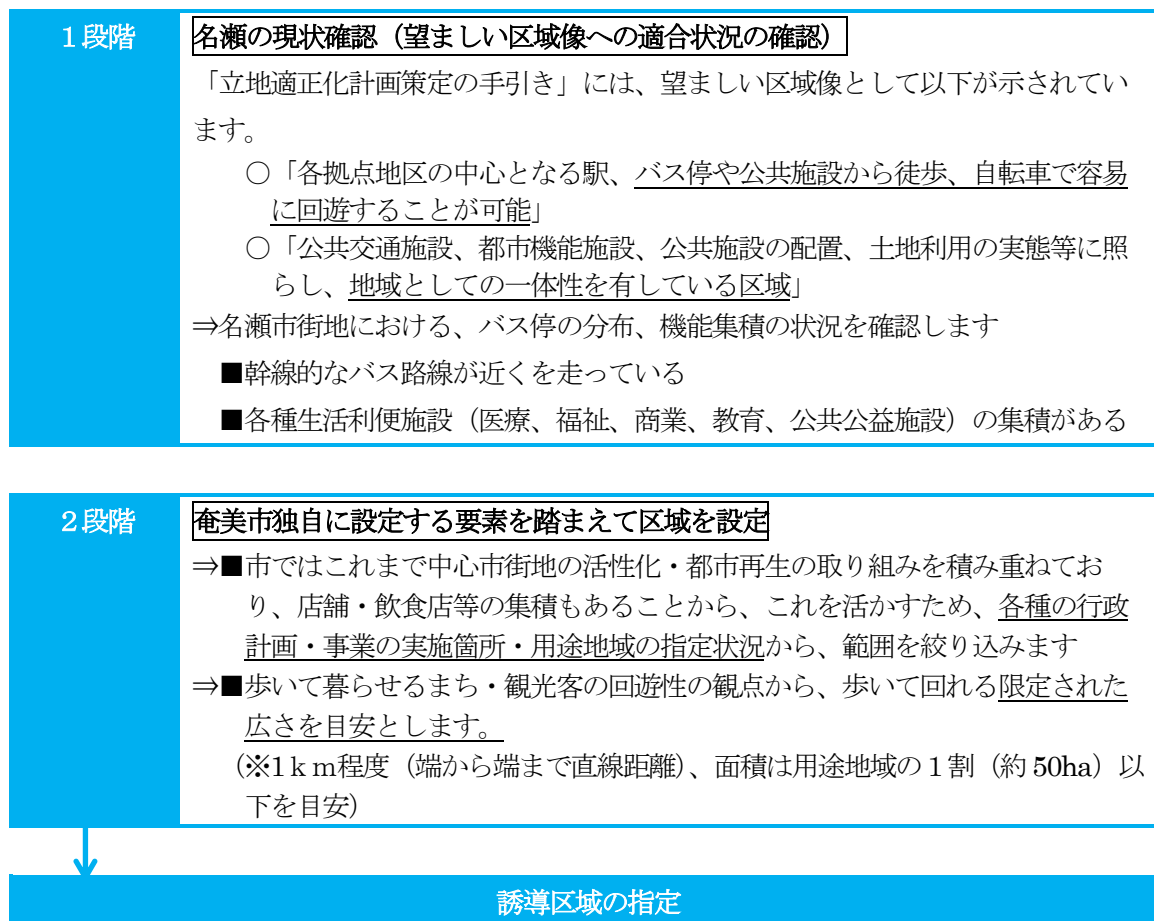 1段階
名瀬の現状確認（望ましい区域像への適合状況の確認）
「立地適正化計画策定の手引き」には、望ましい区域像として以下が示されてい
ます。
○「各拠点地区の中心となる駅、バス停や公共施設から徒歩、自転車で容易
に回遊することが可能」
○「公共交通施設、都市機能施設、公共施設の配置、土地利用の実態等に照
らし、地域としての一体性を有している区域」
⇒名瀬市街地における、バス停の分布、機能集積の状況を確認します
■幹線的なバス路線が近くを走っている
■各種生活利便施設（医療、福祉、商業、教育、公共公益施設）の集積がある
2段階
奄美市独自に設定する要素を踏まえて区域を設定
⇒■市ではこれまで中心市街地の活性化・都市再生の取り組みを積み重ねてお
り、店舗・飲食店等の集積もあることから、これを活かすため、各種の行政
計画・事業の実施箇所・用途地域の指定状況から、範囲を絞り込みます
⇒■歩いて暮らせるまち・観光客の回遊性の観点から、歩いて回れる限定された
広さを目安とします。
（※1ｋｍ程度（端から端まで直線距離）、面積は用途地域の1割（約50ha）以
下を目安）
誘導区域の指定